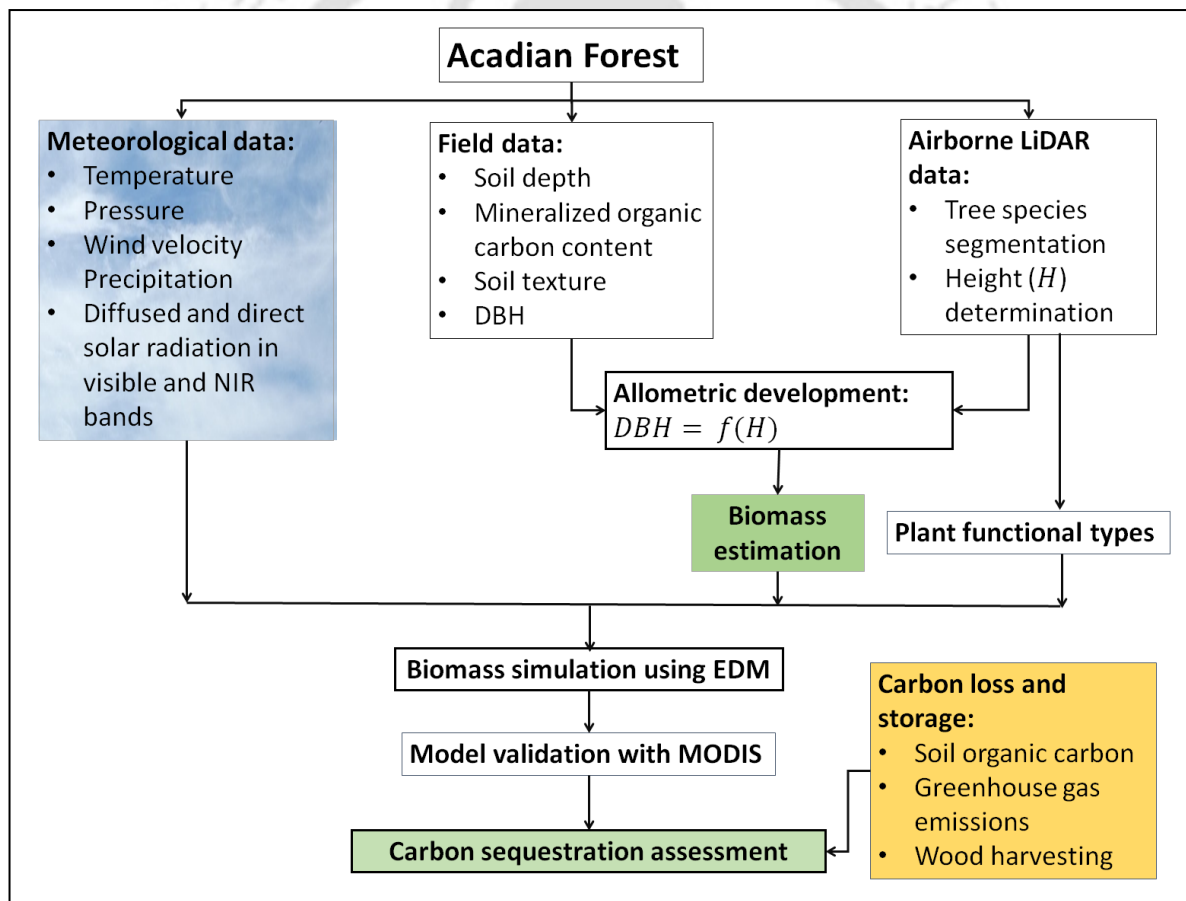 Acadian Forest
Meteorological data:
• Temperature
• Pressure
• Wind velocity
Precipitation
• Diffused and direct
solar radiation in
visible and NIR
bands
Field data:
• Soil depth
• Mineralized organic
carbon content
• Soil texture
• DBH
Airborne LiDAR
data:
• Tree species
segmentation
• Height (H)
determination
Allometric development:
DBH = f(H)
Biomass
estimation
Plant functional types
Biomass simulation using EDM
Model validation with MODIS
Carbon sequestration assessment
Carbon loss and
storage:
• Soil organic carbon
• Greenhouse gas
emissions
• Wood harvesting